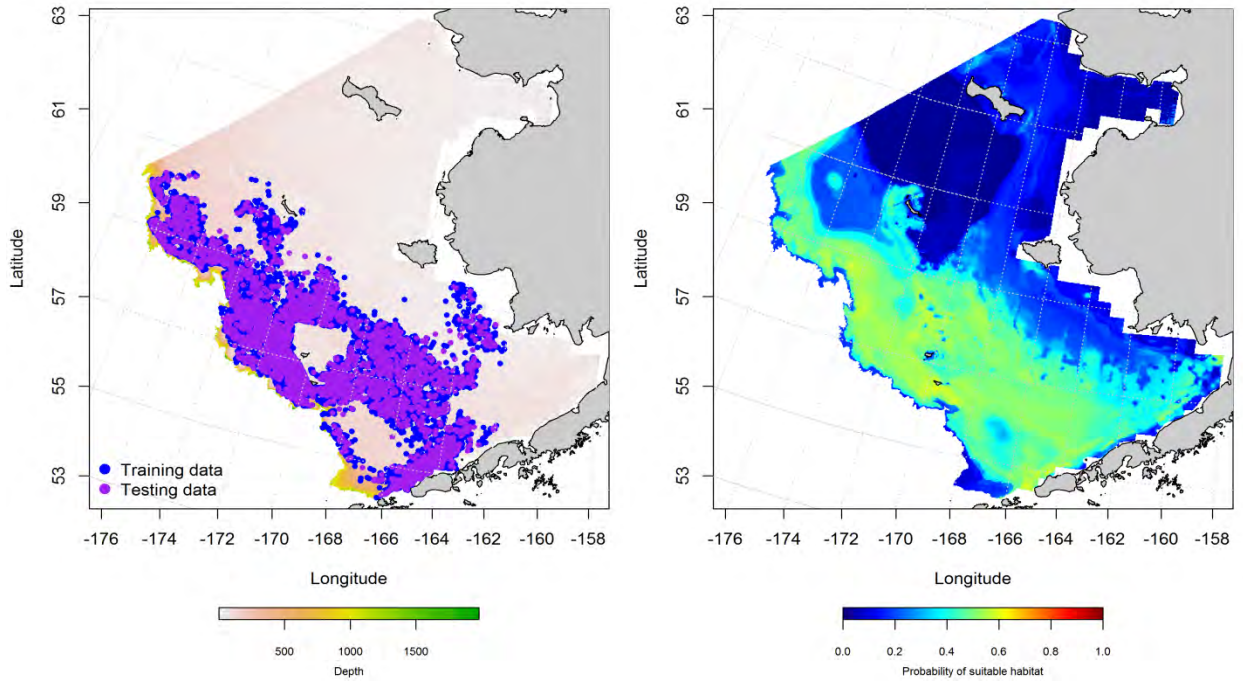 63
61
59
57
55
53
Latitude
Training data
Testing data
-176 -174 -172 -170 -168 -166 -164 -162 -160 -158
Longitude
500 1000 1500
Depth
63
61
59
57
55
53
Latitude
-176 -174 -172 -170 -168 -166 -164 -162 -160 -158
Longitude
0.0 0.2 0.4 0.6 0.8 1.0
Probability of suitable habitat